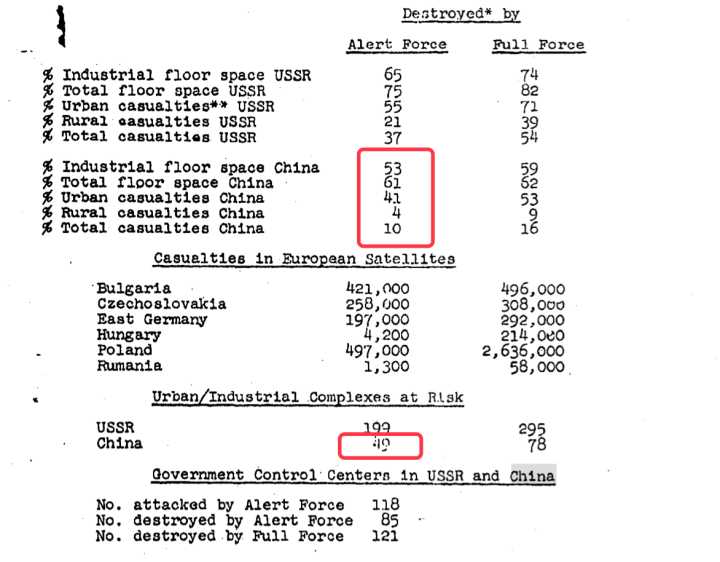 Destroyed* by
Alert Force Full Force
% Industrial floor space USSR 65 74
% Total floor space USSR 75 82
% Urban casualties** USSR 55 71
% Rural casualties USSR 21 39
% Total casualties USSR 37 54
% Industrial floor space China 53 59
% Total floor space China 61 62
% Urban casualties China 41 53
% Rural casualties China 4 9
% Total casualties China 10 16
Casualties in European Satellites
Bulgaria 421,000 496,000
Czechoslovakia 258,000 308,000
East Germany 197,000 292,000
Hungary 4,200 214,000
Poland 497,000 2,636,000
Rumania 1,300 58,000
Urban/Industrial Complexes at Risk
USSR 199 295
China 49 78
Government Control Centers in USSR and China
No. attacked by Alert Force 118
No. destroyed by Alert Force 85
No. destroyed by Full Force 121